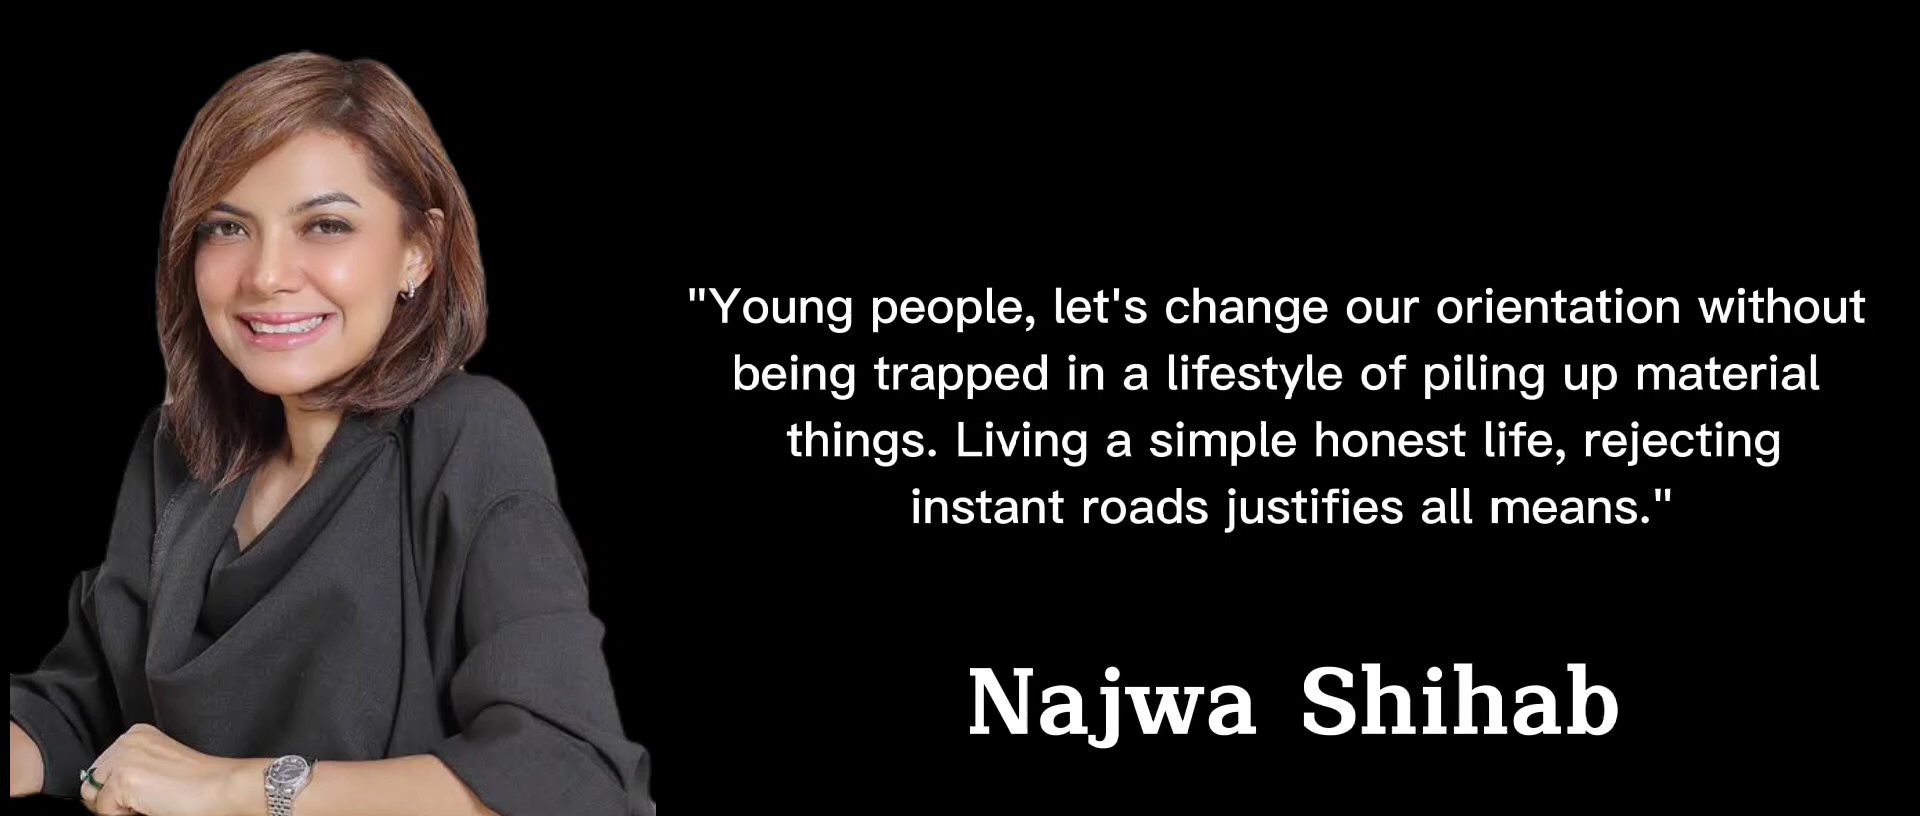 "Young people, let's change our orientation without
being trapped in a lifestyle of piling up material
things. Living a simple honest life, rejecting
instant roads justifies all means."
Najwa Shihab